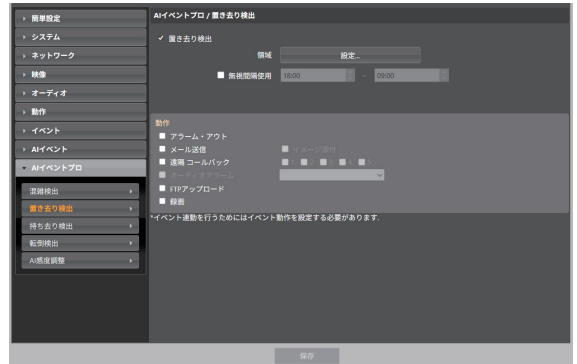 簡単設定
システム
ネットワーク
映像
オーディオ
動作
イベント
AIイベント
AIイベントプロ
混雑検出
置き去り検出
持ち去り検出
転倒検出
AI感度調整
AIイベントプロ / 置き去り検出
置き去り検出
領域 設定...
無視間隔使用 18:00 – 09:00
動作
アラーム・アウト
メール送信 イメージ添付
遠隔 コールバック 1 2 3 4 5
オーディオアラーム
FTPアップロード
録画
*イベント連動を行うためにはイベント動作を設定する必要があります.
保存